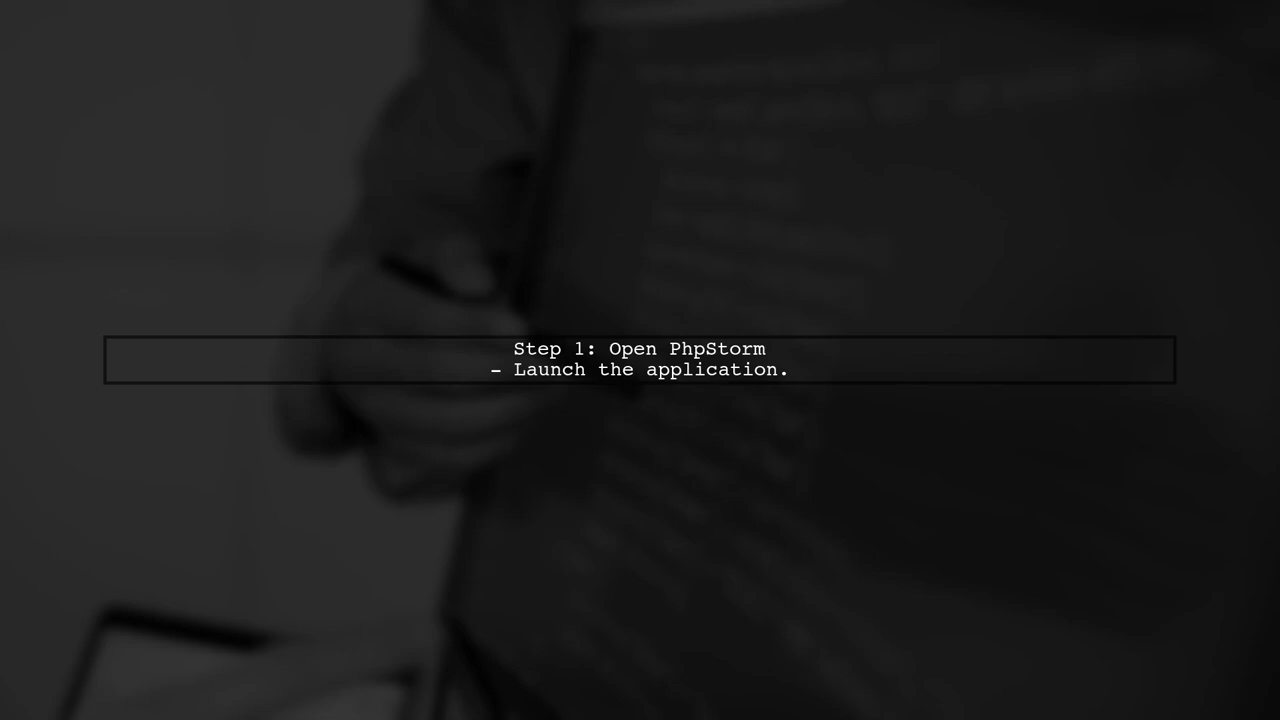 Step 1: Open PhpStorm
– Launch the application.